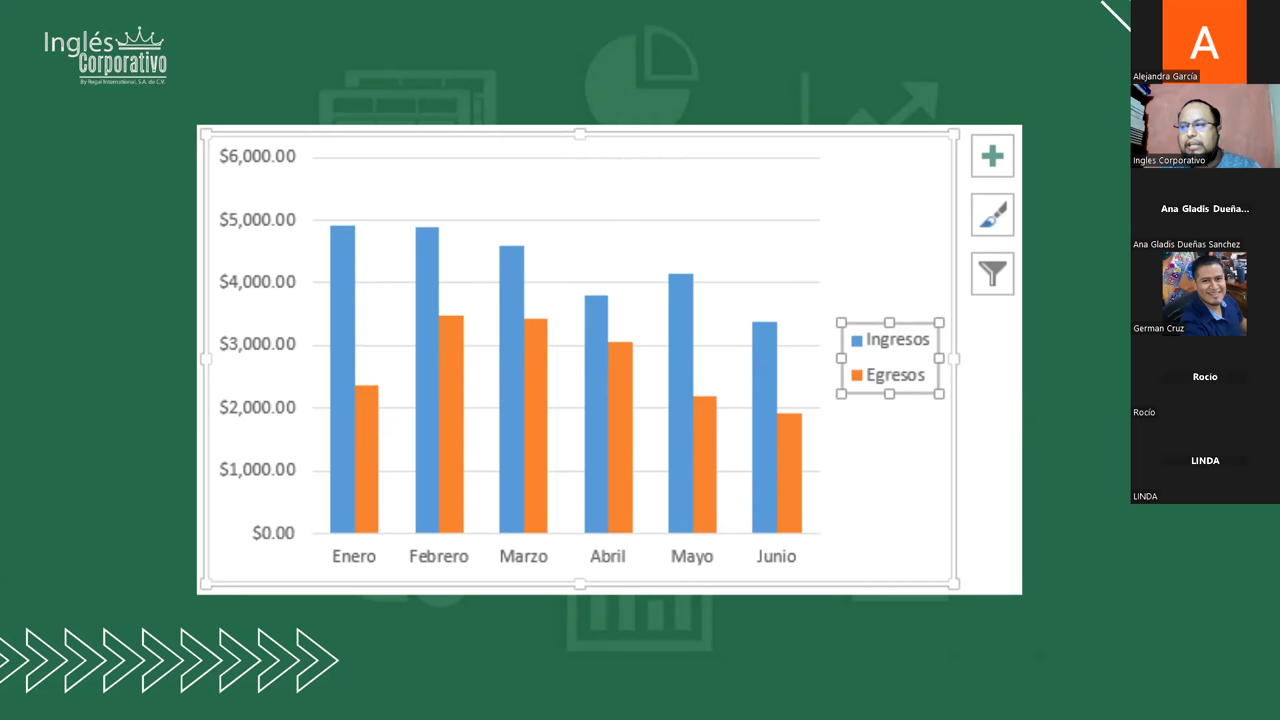 Inglés
Corporativo
By Regal International, S.A. de C.V.
$6,000.00
$5,000.00
$4,000.00
$3,000.00
$2,000.00
$1,000.00
$0.00
Enero Febrero Marzo Abril Mayo Junio
Ingresos
Egresos
A
Alejandra García
Ingles Corporativo
Ana Gladis Dueña...
Ana Gladis Dueñas Sanchez
German Cruz
Rocío
Rocío
LINDA
LINDA